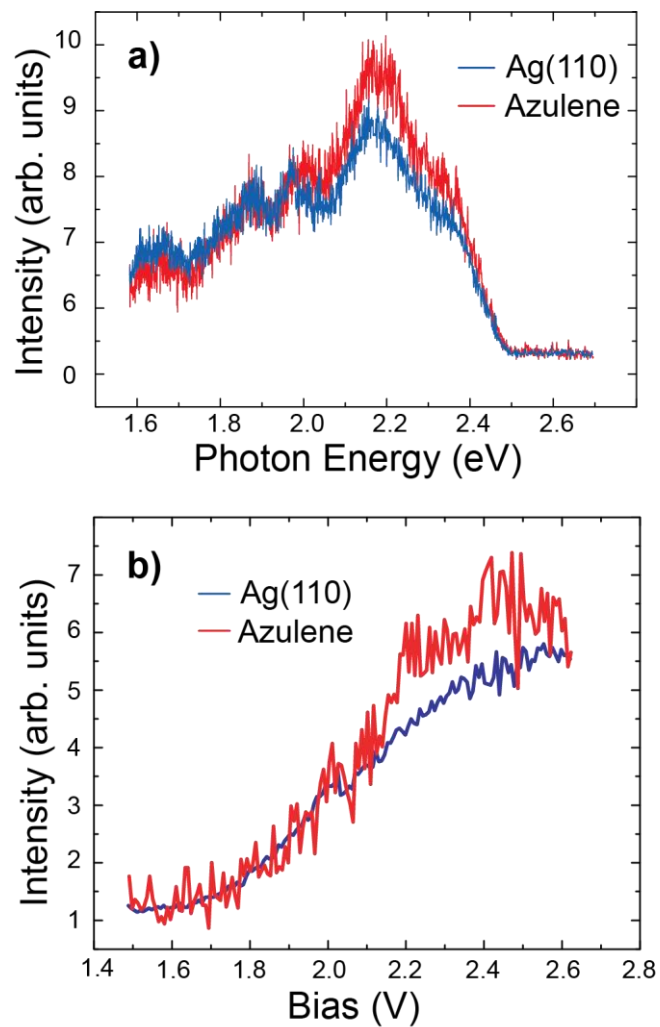 a)
Ag(110)
Azulene
Intensity (arb. units)
10
9
8
7
6
0
1.6 1.8 2.0 2.2 2.4 2.6
Photon Energy (eV)
b)
Ag(110)
Azulene
Intensity (arb. units)
7
6
5
4
3
2
1
1.4 1.6 1.8 2.0 2.2 2.4 2.6 2.8
Bias (V)